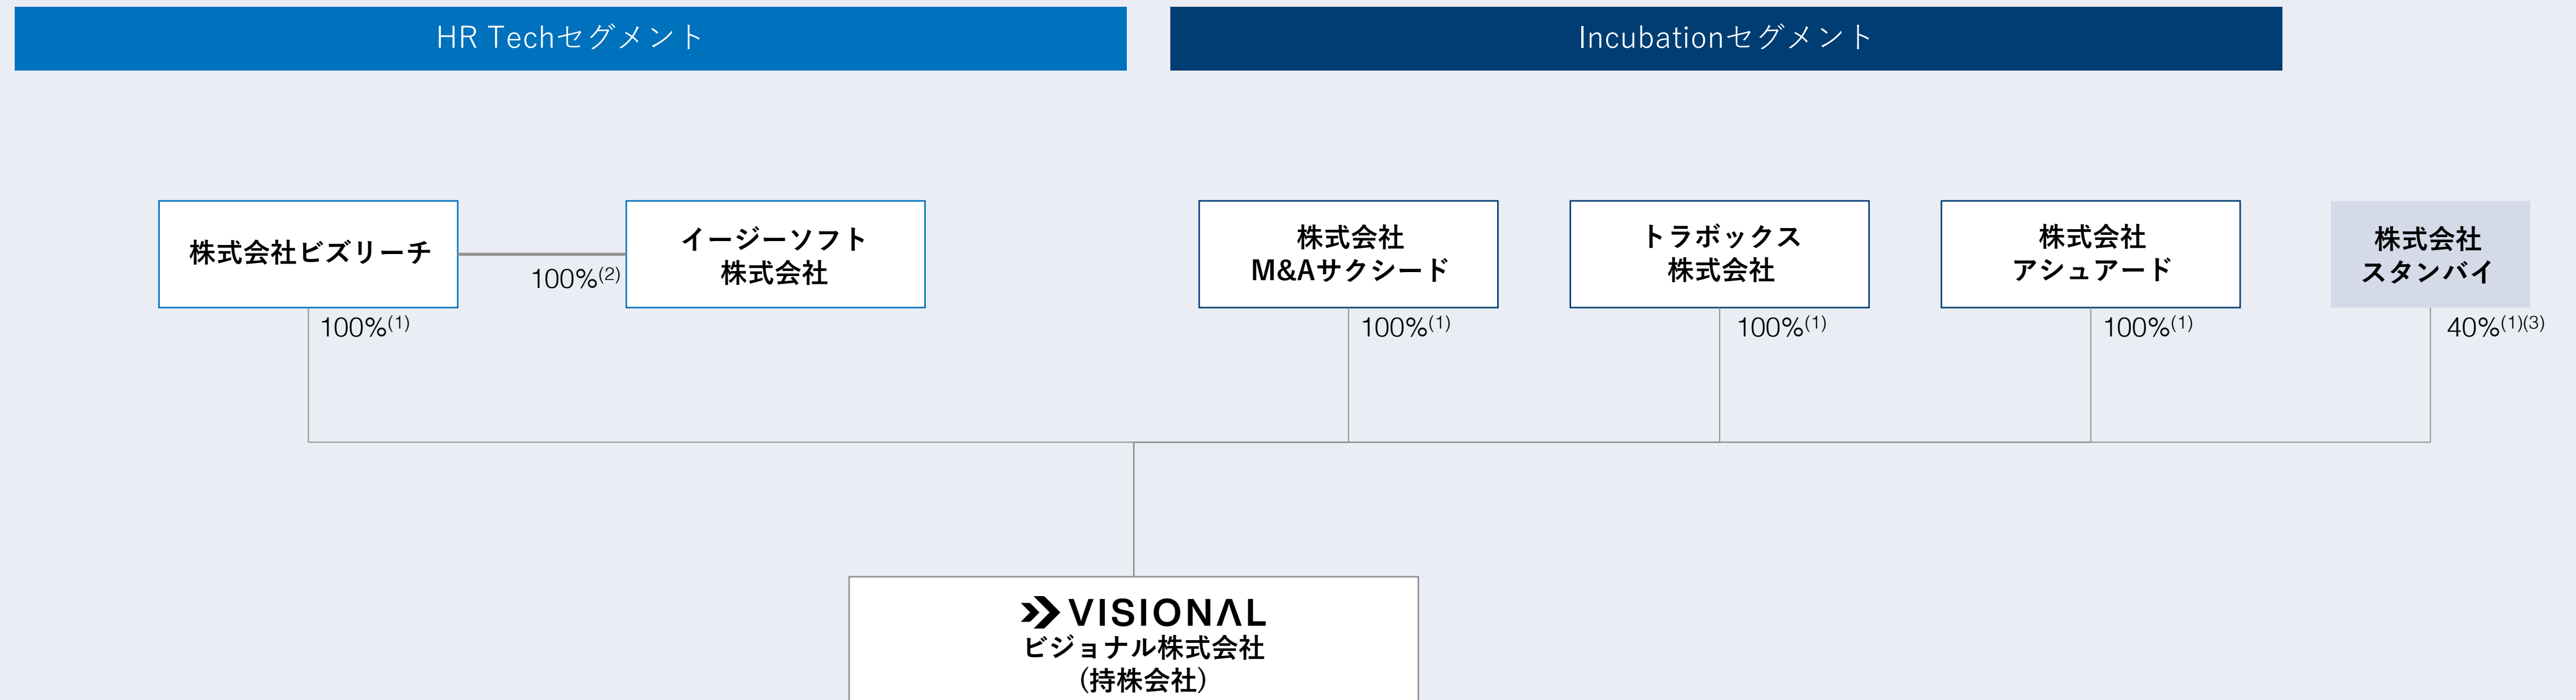 HR Techセグメント
Incubationセグメント
株式会社ビズリーチ
100%(2)
イージーソフト
株式会社
株式会社
M&Aサクシード
トラボックス
株式会社
株式会社
アシュアード
株式会社
スタンバイ
100%(1)
100%(1)
100%(1)
100%(1)
40%(1)(3)
VISIONAL
ビジョナル株式会社
(持株会社)